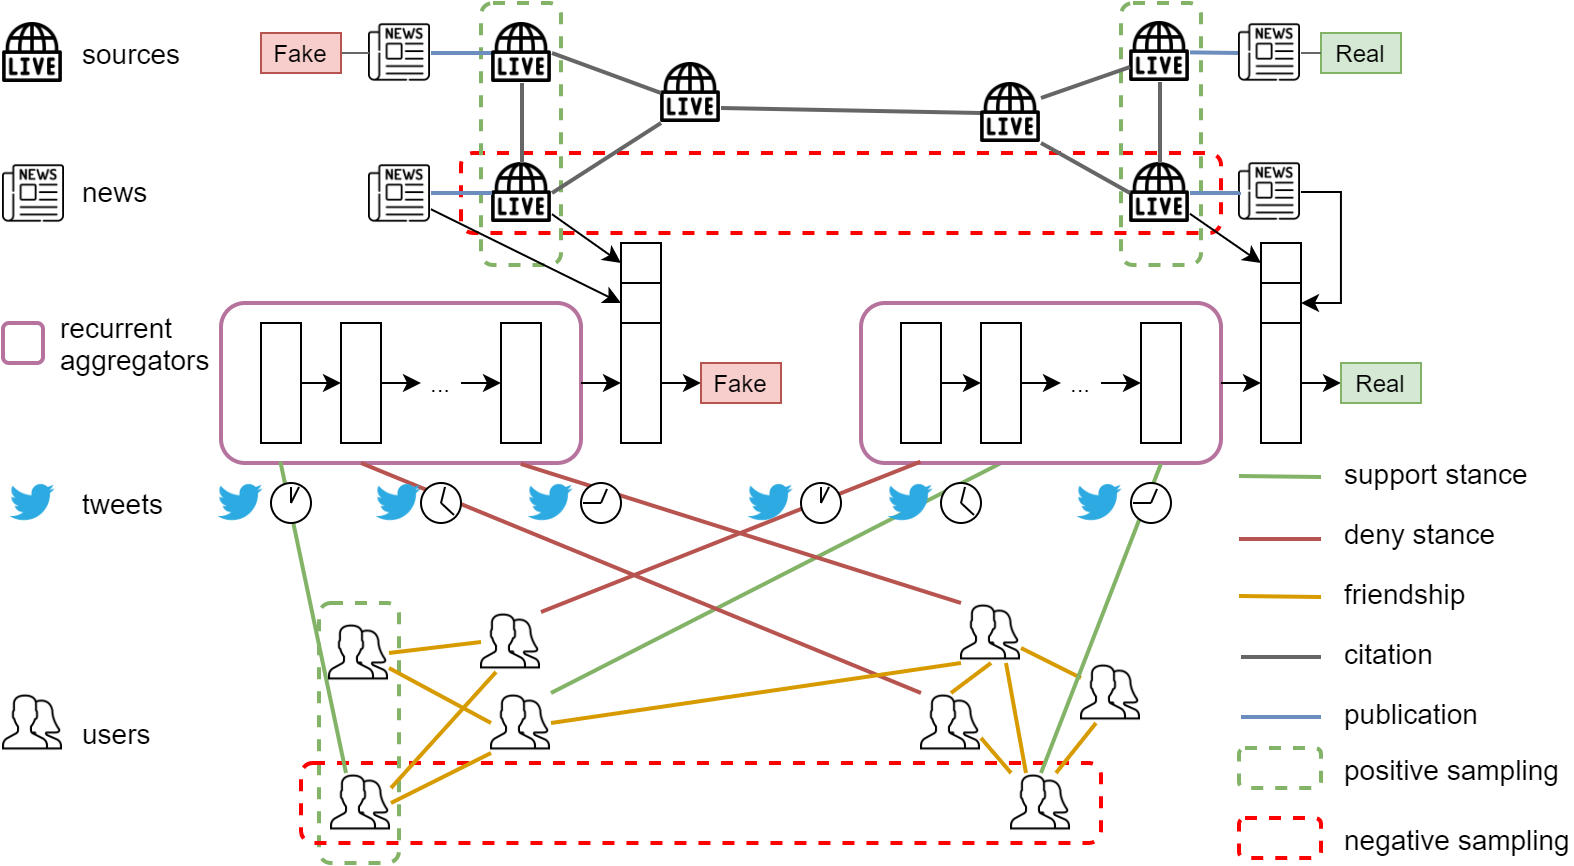 sources
Fake
NEWS
LIVE
LIVE
LIVE
LIVE
LIVE
NEWS
Real
NEWS
news
NEWS
LIVE
LIVE
NEWS
recurrent
aggregators
...
Fake
...
Real
tweets
users
support stance
deny stance
friendship
citation
publication
positive sampling
negative sampling